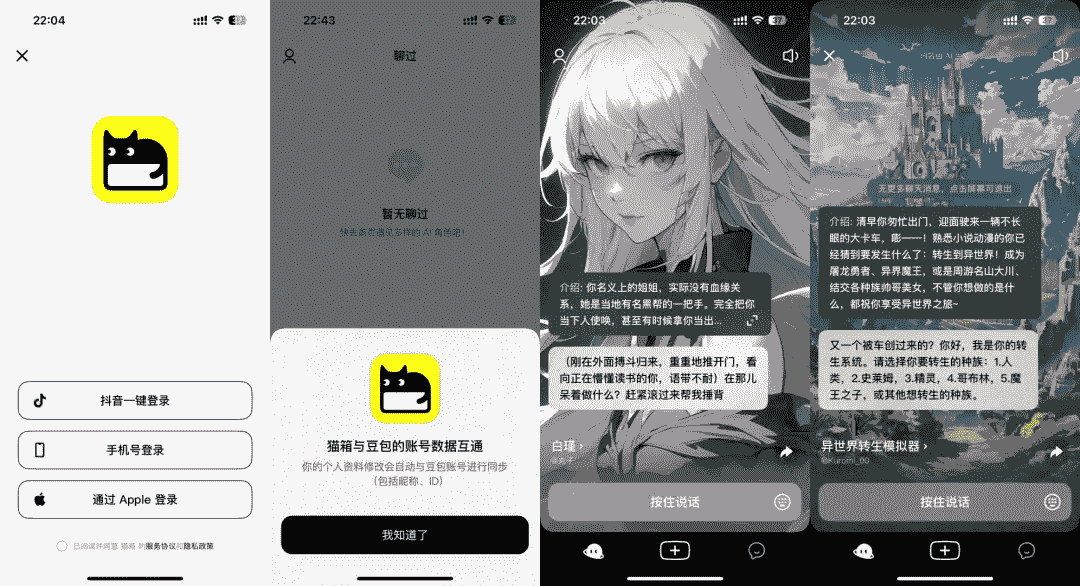 22:04
37
抖音一键登录
手机号登录
通过 Apple 登录
已阅读并同意 猫箱 的服务协议和隐私政策
22:43
聊过
暂无聊过
快去首页遇见多样的 AI 角色吧！
猫箱与豆包的账号数据互通
你的个人资料修改会自动与豆包账号进行同步
（包括昵称、ID）
我知道了
22:03
37
介绍: 你名义上的姐姐，实际没有血缘关
系，她是当地有名黑帮的一把手。完全把你
当下人使唤，甚至有时候拿你当出...
（刚在外面搏斗归来，重重地推开门，看
向正在懵懂读书的你，语带不耐）在那儿
呆着做什么？赶紧滚过来帮我捶背
白瑾 ›
按住说话
22:03
37
无更多聊天消息，点击屏幕可退出
介绍: 清早你匆忙出门，迎面驶来一辆不长
眼的大卡车，嘭——！熟悉小说动漫的你已
经猜到要发生什么了：转生到异世界！成为
屠龙勇者、异界魔王，或是周游名山大川、
结交各种族帅哥美女，不管你想做的是什
么，都祝你享受异世界之旅~
又一个被车创过来的？你好，我是你的转
生系统。请选择你要转生的种族：1.人
类，2.史莱姆，3.精灵，4.哥布林，5.魔
王之子，或其他想转生的种族。
异世界转生模拟器 ›
@Kuromi_00
按住说话